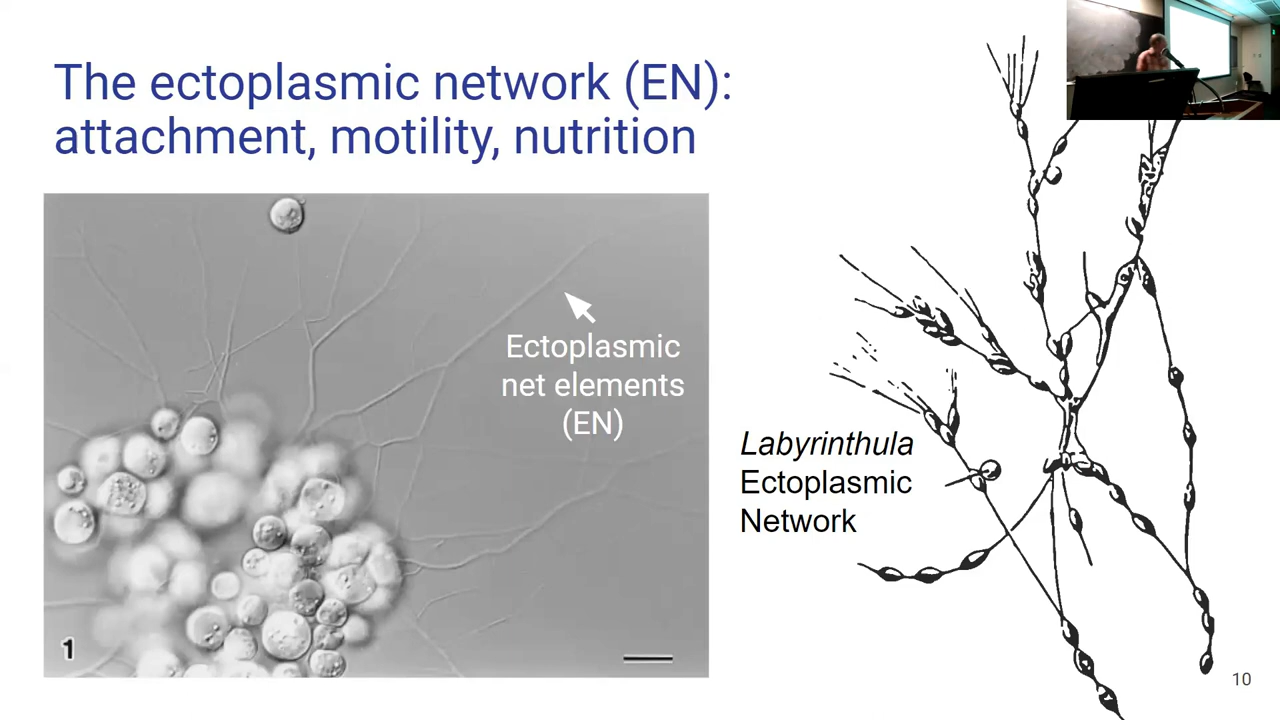 The ectoplasmic network (EN):
attachment, motility, nutrition
Ectoplasmic
net elements
(EN)
Labyrinthula
Ectoplasmic
Network
1
10